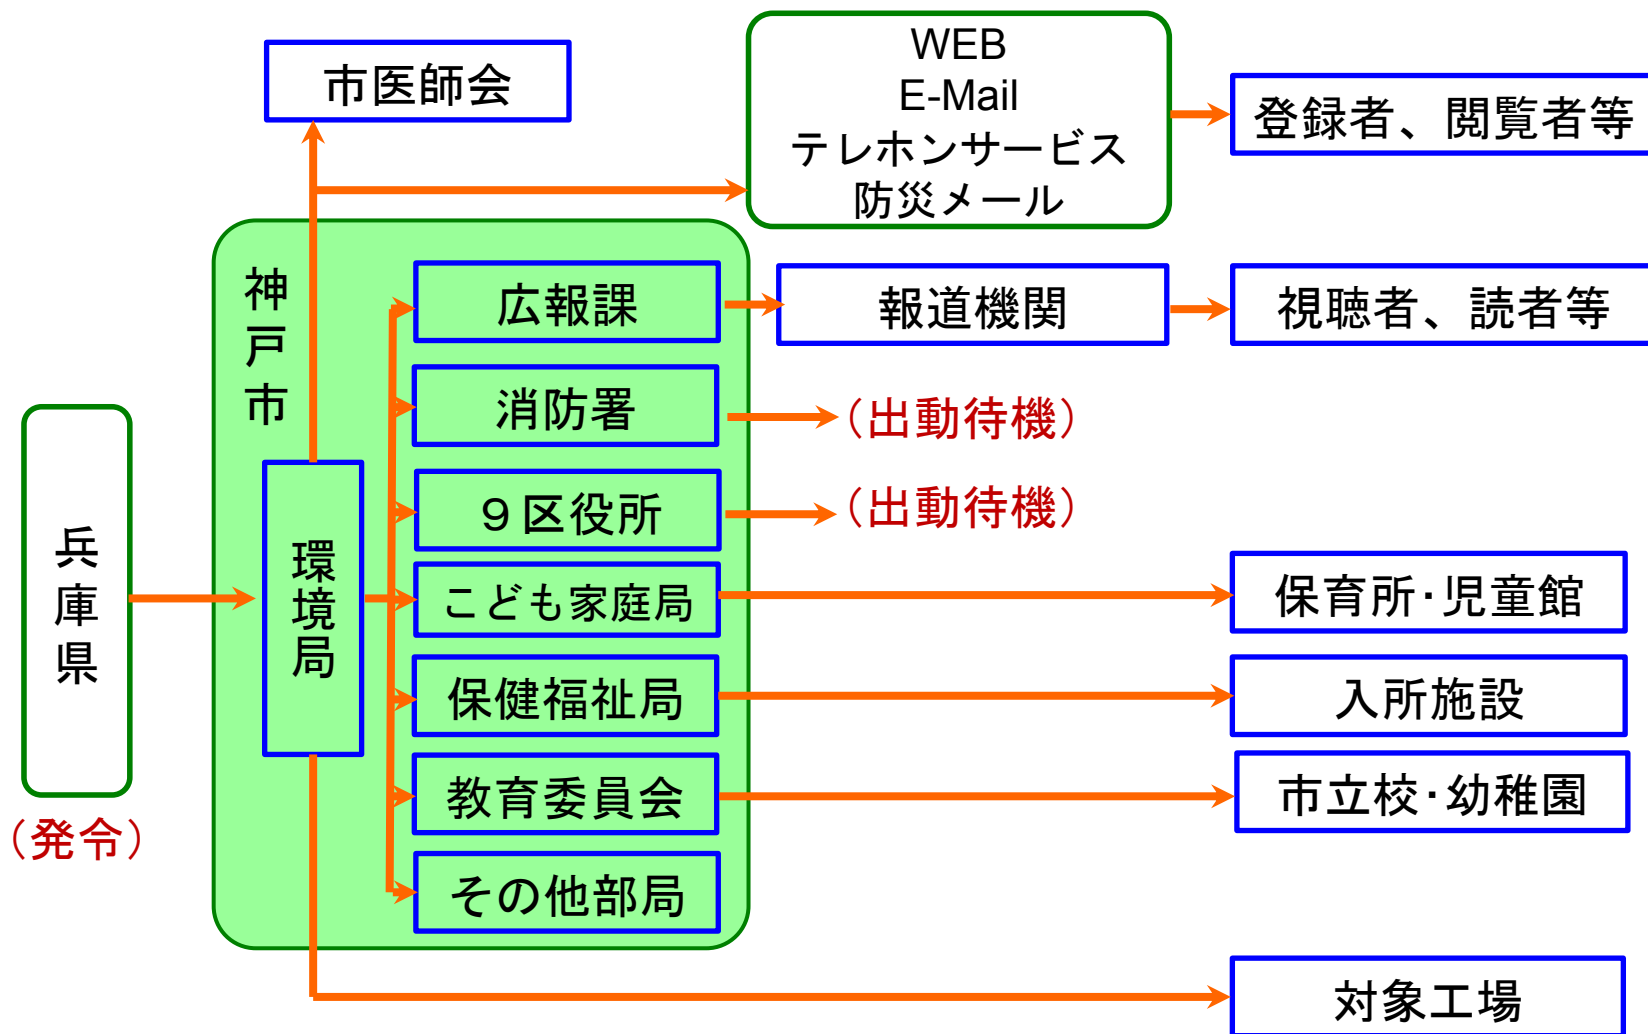 市医師会
WEB
E-Mail
テレホンサービス
防災メール
登録者、閲覧者等
神戸市
広報課
報道機関
視聴者、読者等
消防署
（出動待機）
９区役所
（出動待機）
兵庫県
（発令）
環境局
こども家庭局
保育所・児童館
保健福祉局
入所施設
教育委員会
市立校・幼稚園
その他部局
対象工場